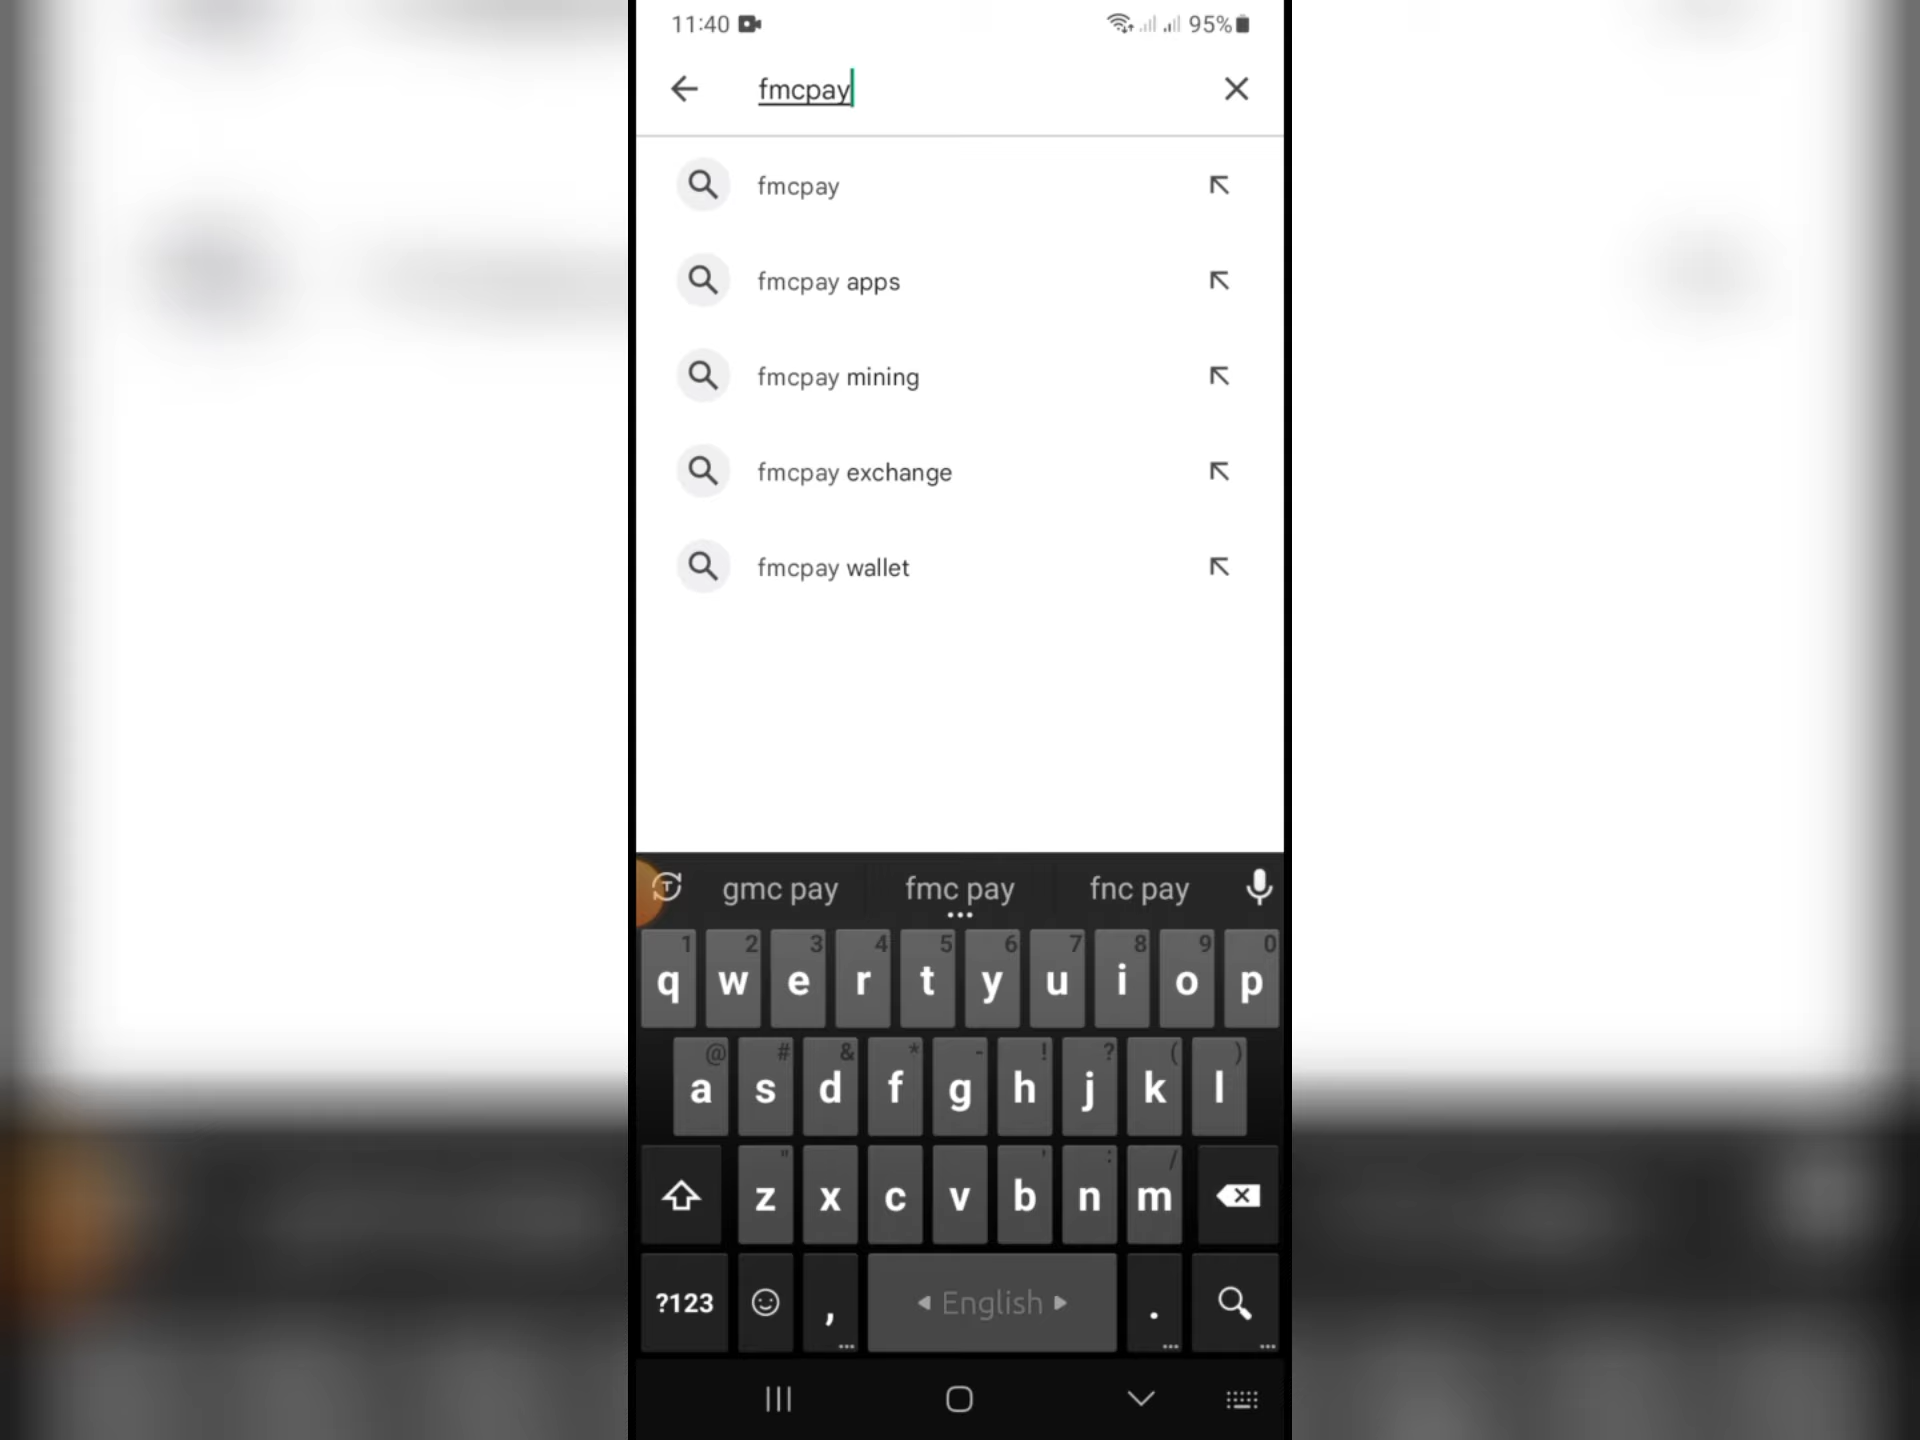 11:40 95%
fmcpay
fmcpay
fmcpay apps
fmcpay mining
fmcpay exchange
fmcpay wallet
gmc pay fmc pay fnc pay
1 2 3 4 5 6 7 8 9 0
q w e r t y u i o p
@ # & * - ! ? ( )
a s d f g h j k l
" ' : /
z x c v b n m
?123 , English .